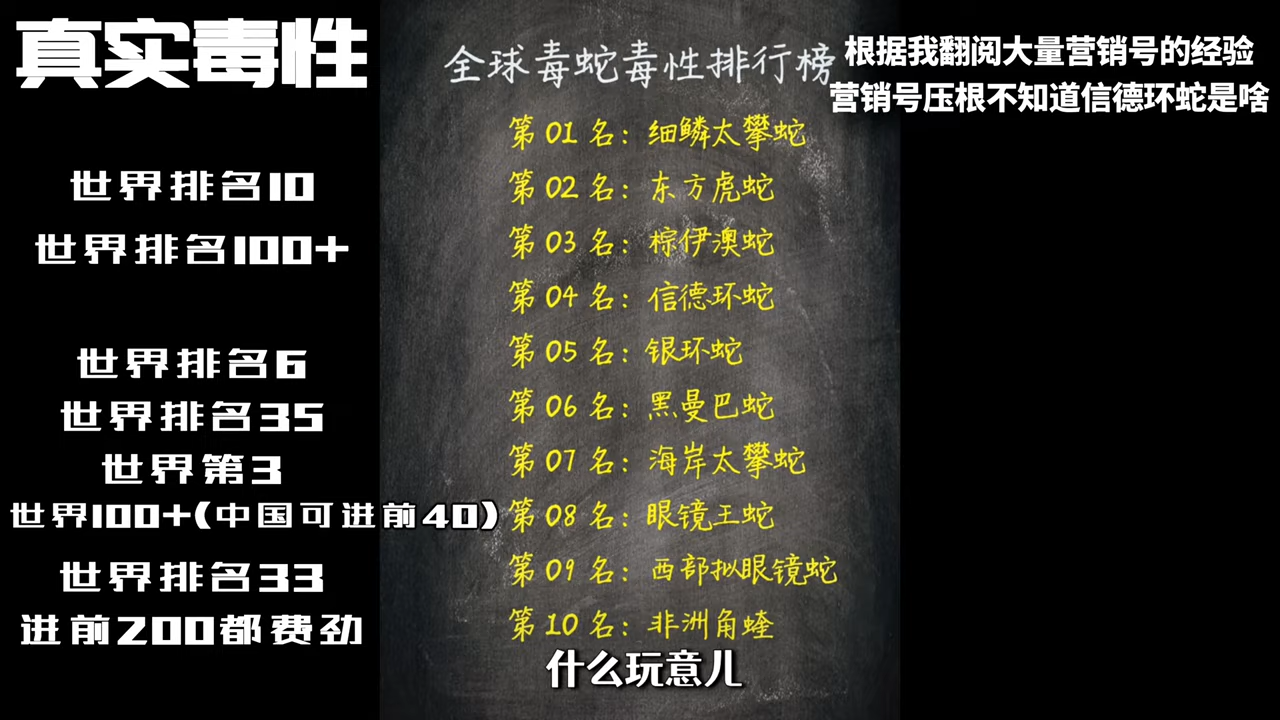 真实毒性
世界排名10
世界排名100+
世界排名6
世界排名35
世界第3
世界100+(中国可进前40)
世界排名33
进前200都费劲
全球毒蛇毒性排行榜
第01名：细鳞太攀蛇
第02名：东方虎蛇
第03名：棕伊澳蛇
第04名：信德环蛇
第05名：银环蛇
第06名：黑曼巴蛇
第07名：海岸太攀蛇
第08名：眼镜王蛇
第09名：西部拟眼镜蛇
第10名：非洲角蝰
根据我翻阅大量营销号的经验
营销号压根不知道信德环蛇是啥
什么玩意儿